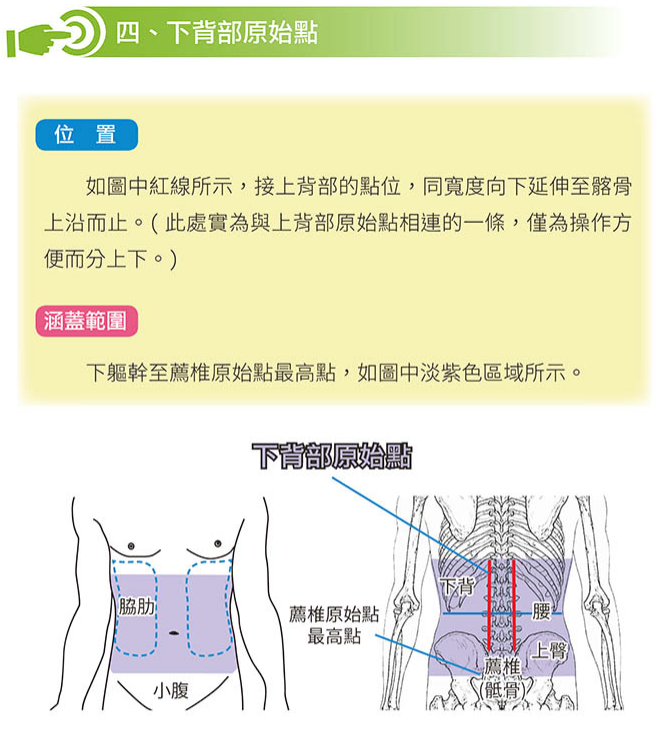 四、下背部原始點
位 置
如圖中紅線所示，接上背部的點位，同寬度向下延伸至髂骨
上沿而止。( 此處實為與上背部原始點相連的一條，僅為操作方
便而分上下。)
涵蓋範圍
下軀幹至薦椎原始點最高點，如圖中淡紫色區域所示。
下背部原始點
脇肋
小腹
薦椎原始點
最高點
下背
腰
上臀
薦椎
(骶骨)